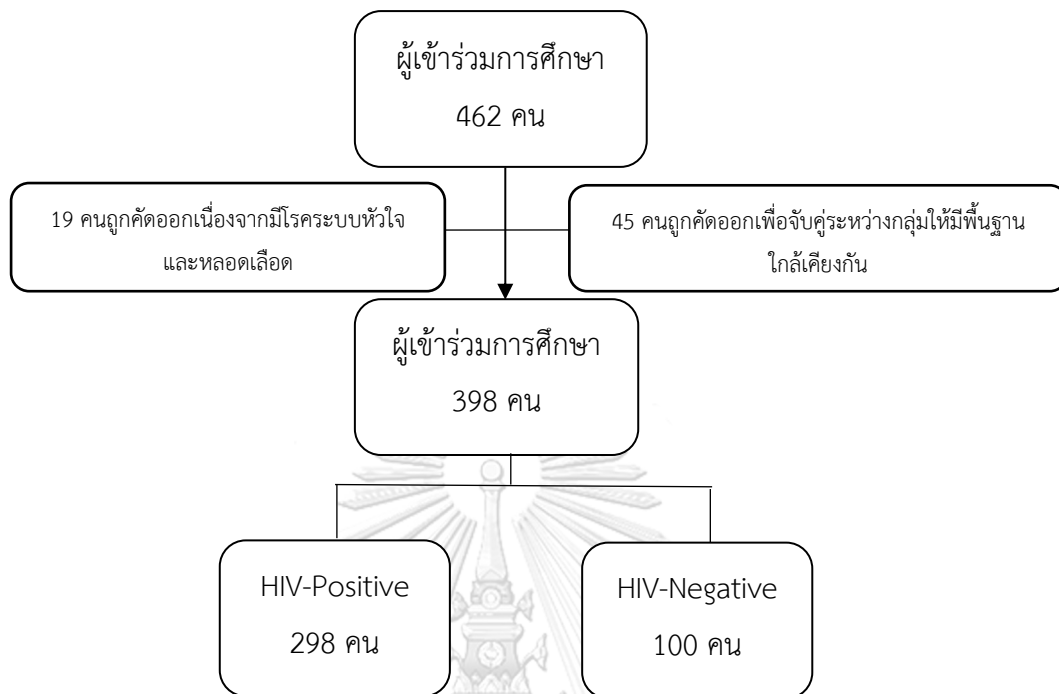 ผู้เข้าร่วมการศึกษา
462 คน
19 คนถูกคัดออกเนื่องจากมีโรคระบบหัวใจ
และหลอดเลือด
45 คนถูกคัดออกเพื่อจับคู่ระหว่างกลุ่มให้มีพื้นฐาน
ใกล้เคียงกัน
ผู้เข้าร่วมการศึกษา
398 คน
HIV-Positive
298 คน
HIV-Negative
100 คน